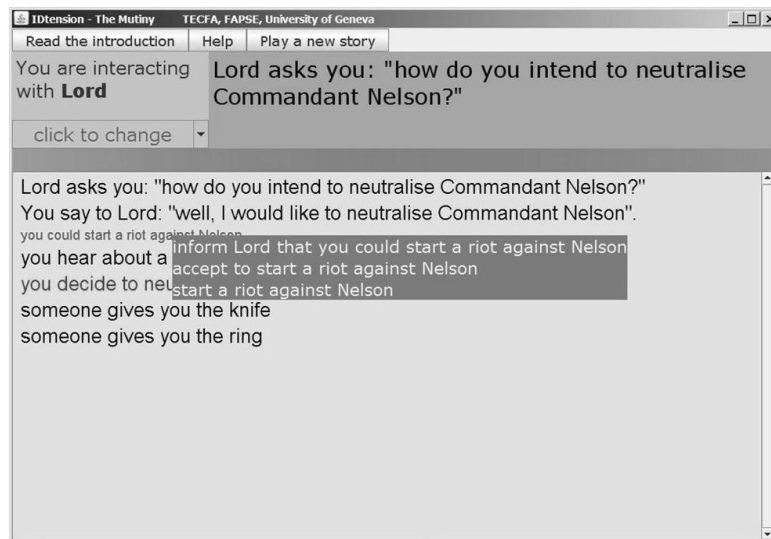 IDtension - The Mutiny TECFA, FAPSE, University of Geneva
Read the introduction Help Play a new story
You are interacting
with Lord
click to change
Lord asks you: "how do you intend to neutralise
Commandant Nelson?"
Lord asks you: "how do you intend to neutralise Commandant Nelson?"
You say to Lord: "well, I would like to neutralise Commandant Nelson".
you could start a riot against Nelson
inform Lord that you could start a riot against Nelson
accept to start a riot against Nelson
start a riot against Nelson
you hear about a
you decide to neu
someone gives you the knife
someone gives you the ring